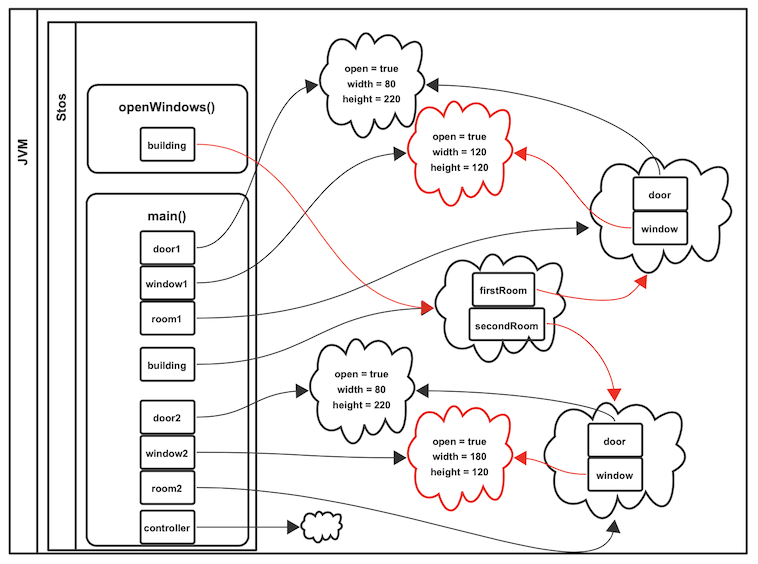 JVM
Stos
openWindows()
building
main()
door1
window1
room1
building
door2
window2
room2
controller
open = true
width = 80
height = 220
open = true
width = 120
height = 120
door
window
firstRoom
secondRoom
open = true
width = 80
height = 220
open = true
width = 180
height = 120
door
window